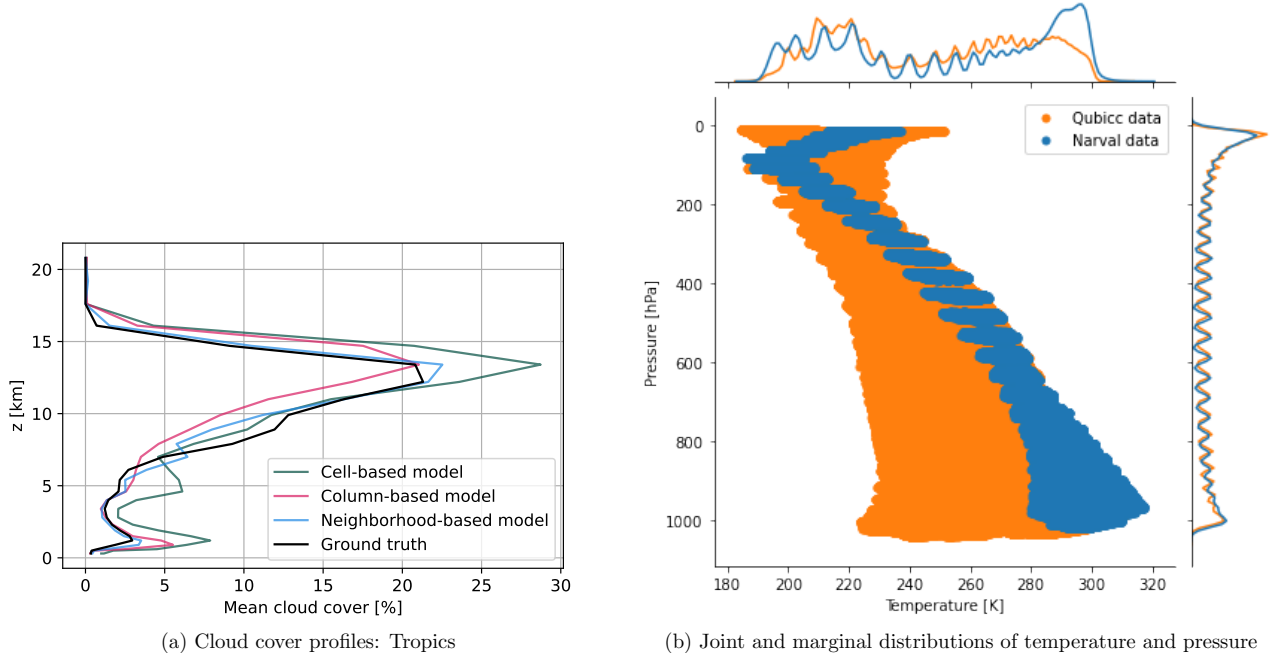 20
15
10
5
0
z [km]
0 5 10 15 20 25 30
Mean cloud cover [%]
Cell-based model
Column-based model
Neighborhood-based model
Ground truth
(a) Cloud cover profiles: Tropics
Qubicc data
Narval data
0
200
400
600
800
1000
Pressure [hPa]
180 200 220 240 260 280 300 320
Temperature [K]
(b) Joint and marginal distributions of temperature and pressure